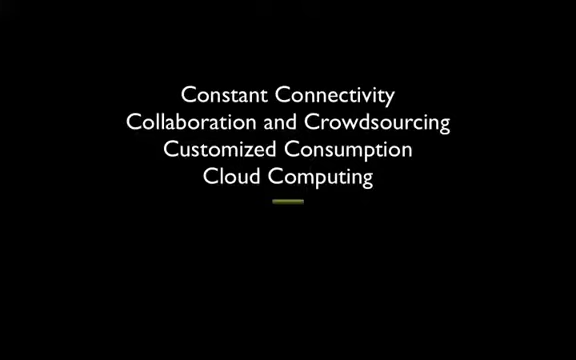 Constant Connectivity
Collaboration and Crowdsourcing
Customized Consumption
Cloud Computing